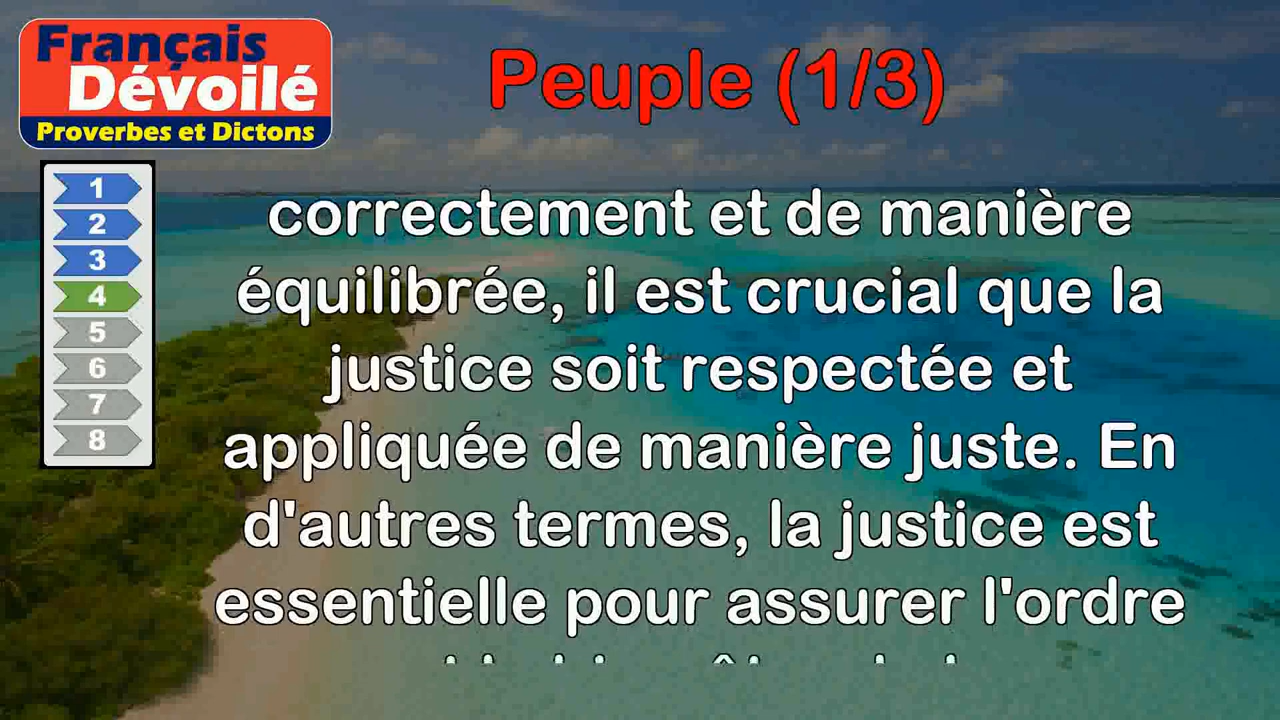 Français
Dévoilé
Proverbes et Dictons
Peuple (1/3)
1
2
3
4
5
6
7
8
correctement et de manière
équilibrée, il est crucial que la
justice soit respectée et
appliquée de manière juste. En
d'autres termes, la justice est
essentielle pour assurer l'ordre